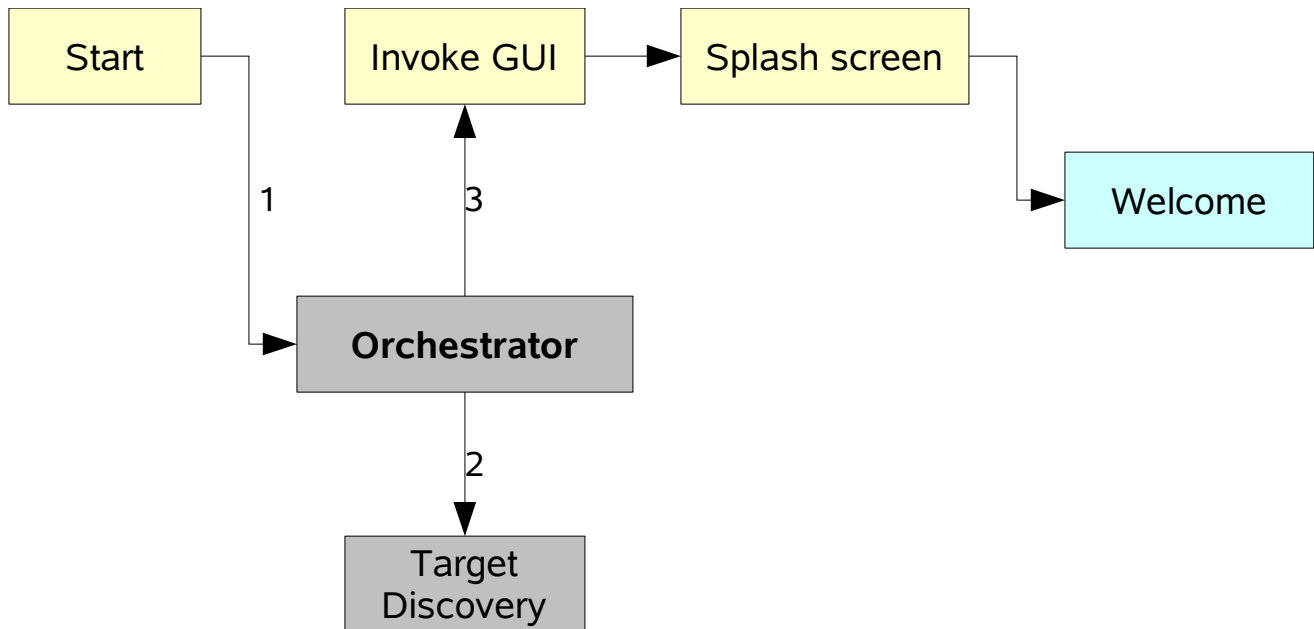 Start
Invoke GUI
Splash screen
Welcome
1
3
Orchestrator
2
Target
Discovery